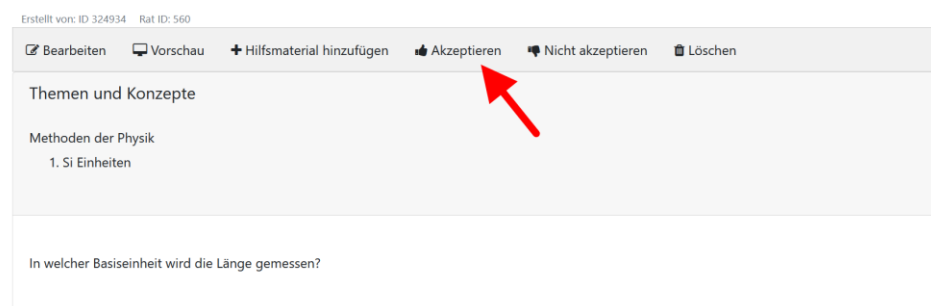 Erstellt von: ID 324934 Rat ID: 560
Bearbeiten Vorschau Hilfsmaterial hinzufügen Akzeptieren Nicht akzeptieren Löschen
Themen und Konzepte
Methoden der Physik
1. Si Einheiten
In welcher Basiseinheit wird die Länge gemessen?